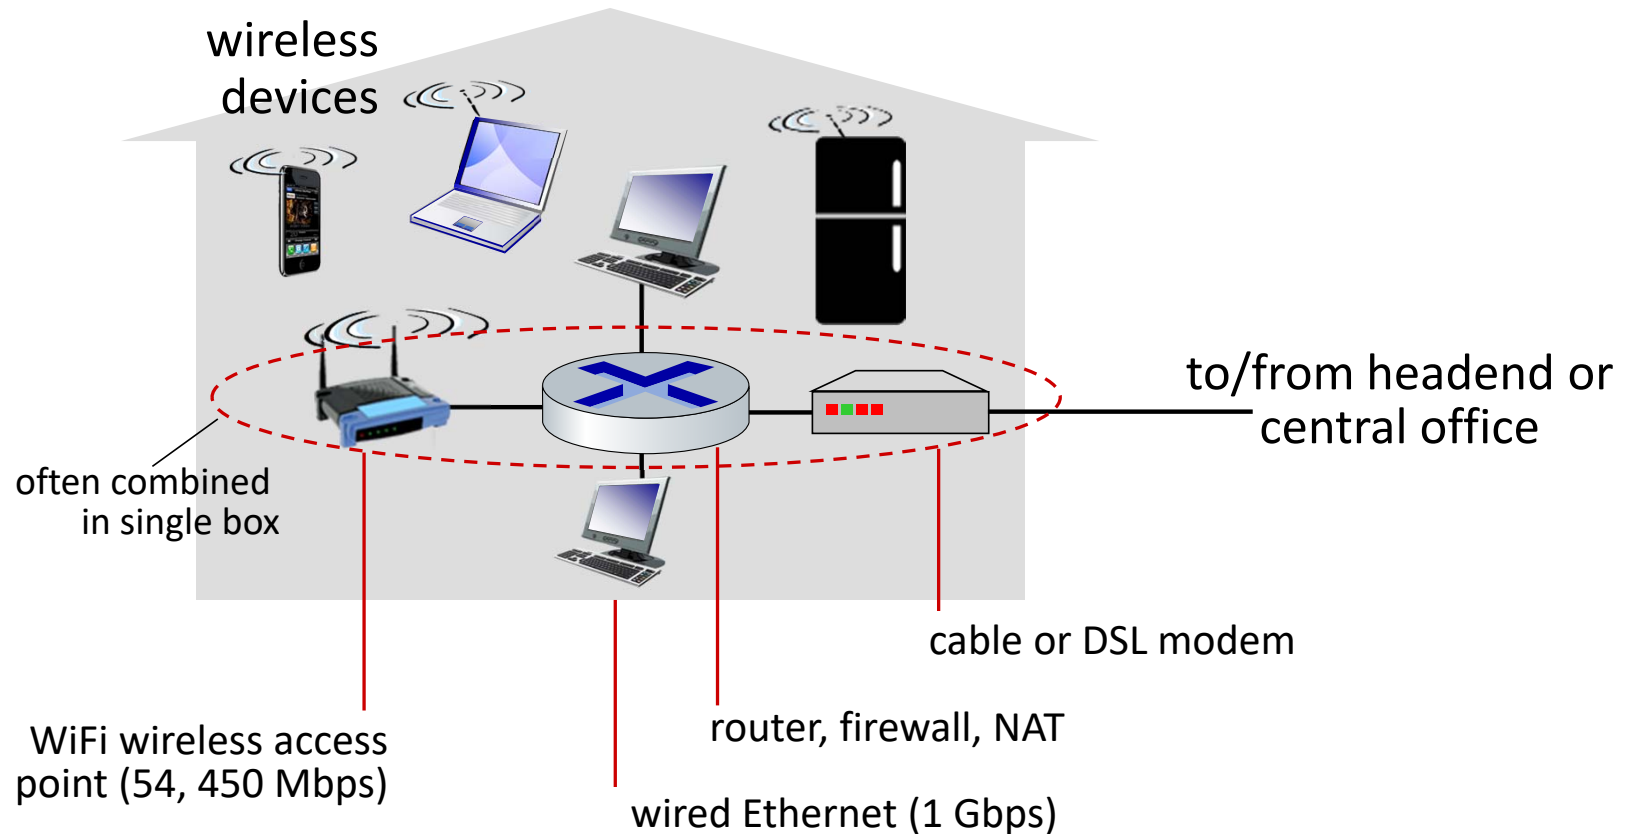 wireless
devices
to/from headend or
central office
often combined
in single box
cable or DSL modem
router, firewall, NAT
WiFi wireless access
point (54, 450 Mbps)
wired Ethernet (1 Gbps)